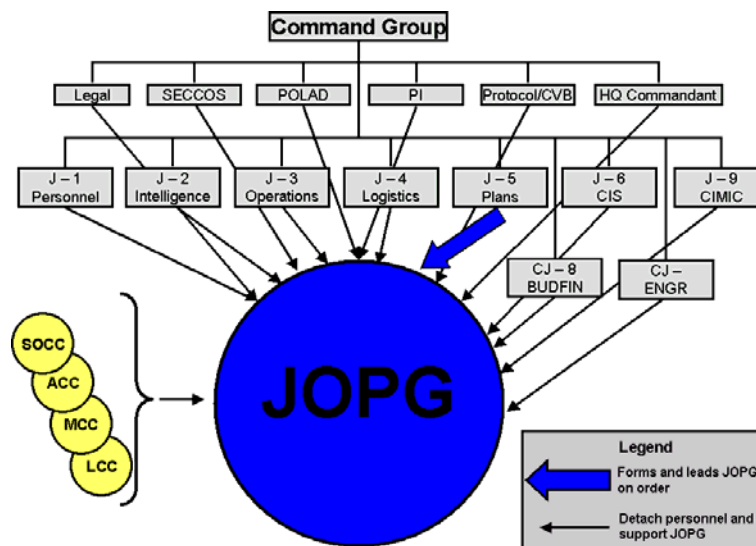 Command Group
Legal
SECCOS
POLAD
PI
Protocol/CVB
HQ Commandant
J – 1
Personnel
J – 2
Intelligence
J – 3
Operations
J – 4
Logistics
J – 5
Plans
J – 6
CIS
J – 9
CIMIC
CJ – 8
BUDFIN
CJ –
ENGR
SOCC
ACC
MCC
LCC
JOPG
Legend
Forms and leads JOPG
on order
Detach personnel and
support JOPG